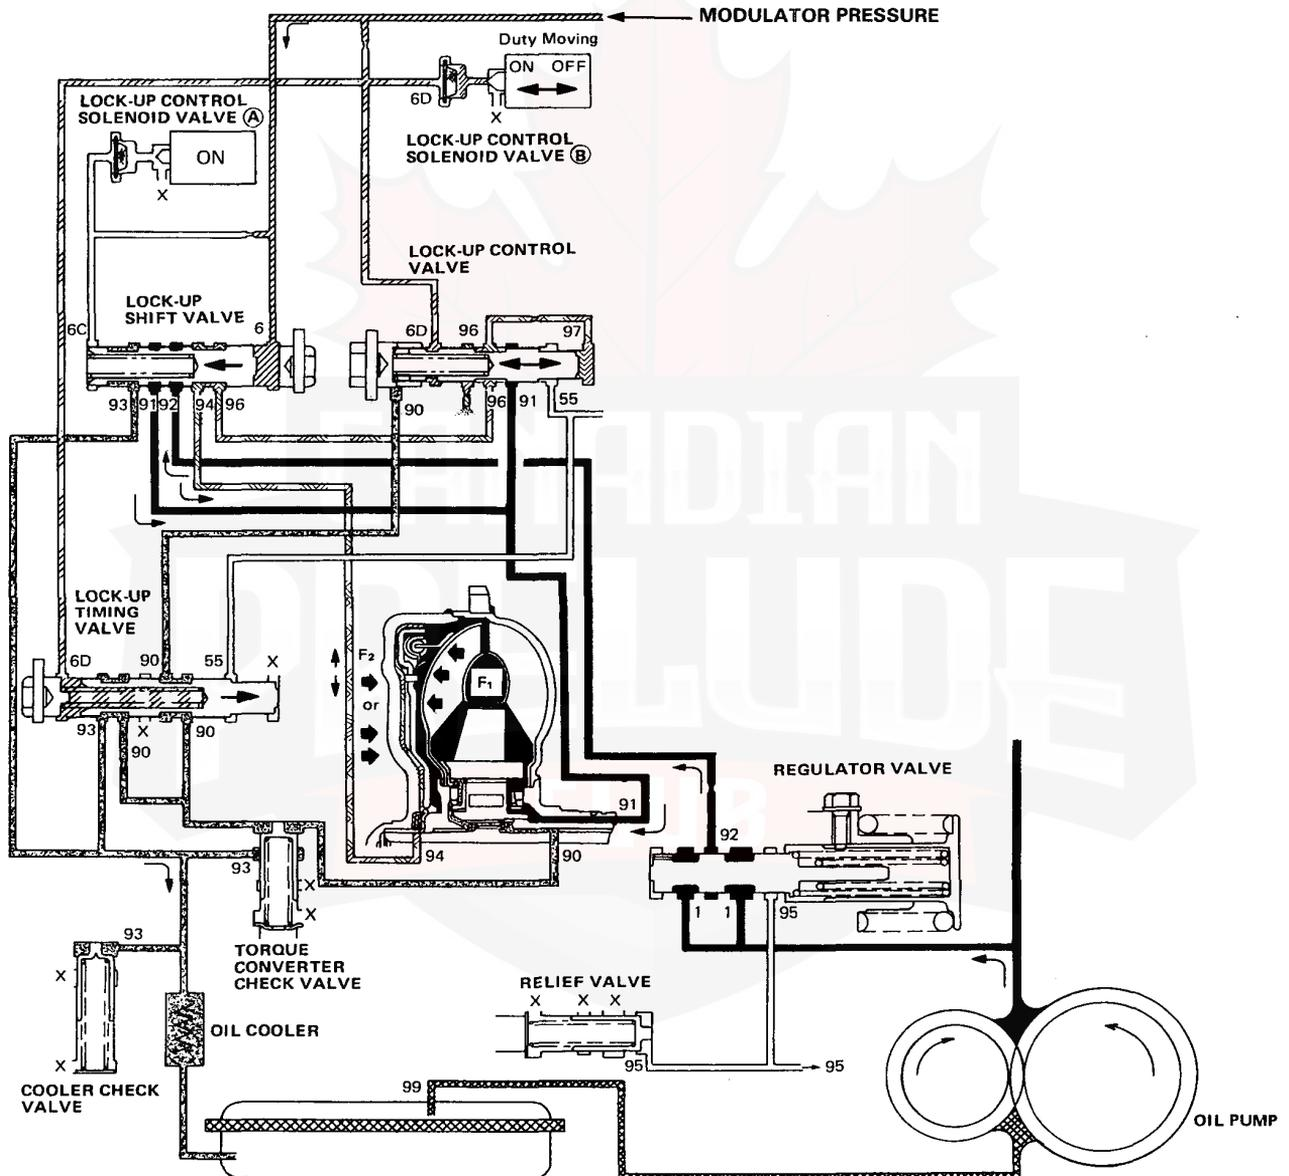 MODULATOR PRESSURE
Duty Moving
ON OFF
6D
X
LOCK-UP CONTROL
SOLENOID VALVE Ⓐ
ON
X
LOCK-UP CONTROL
SOLENOID VALVE Ⓑ
LOCK-UP CONTROL
VALVE
LOCK-UP
SHIFT VALVE
6C
6
6D
96
97
93
91
92
94
96
90
96
91
55
CANADIAN
PRELUDE
CLUB
LOCK-UP
TIMING
VALVE
6D
90
55
X
F₂
or
F₁
93
X
90
90
REGULATOR VALVE
91
92
93
94
90
X
X
1
1
95
93
TORQUE
CONVERTER
CHECK VALVE
X
RELIEF VALVE
X
X
X
OIL COOLER
X
95
95
COOLER CHECK
VALVE
99
OIL PUMP